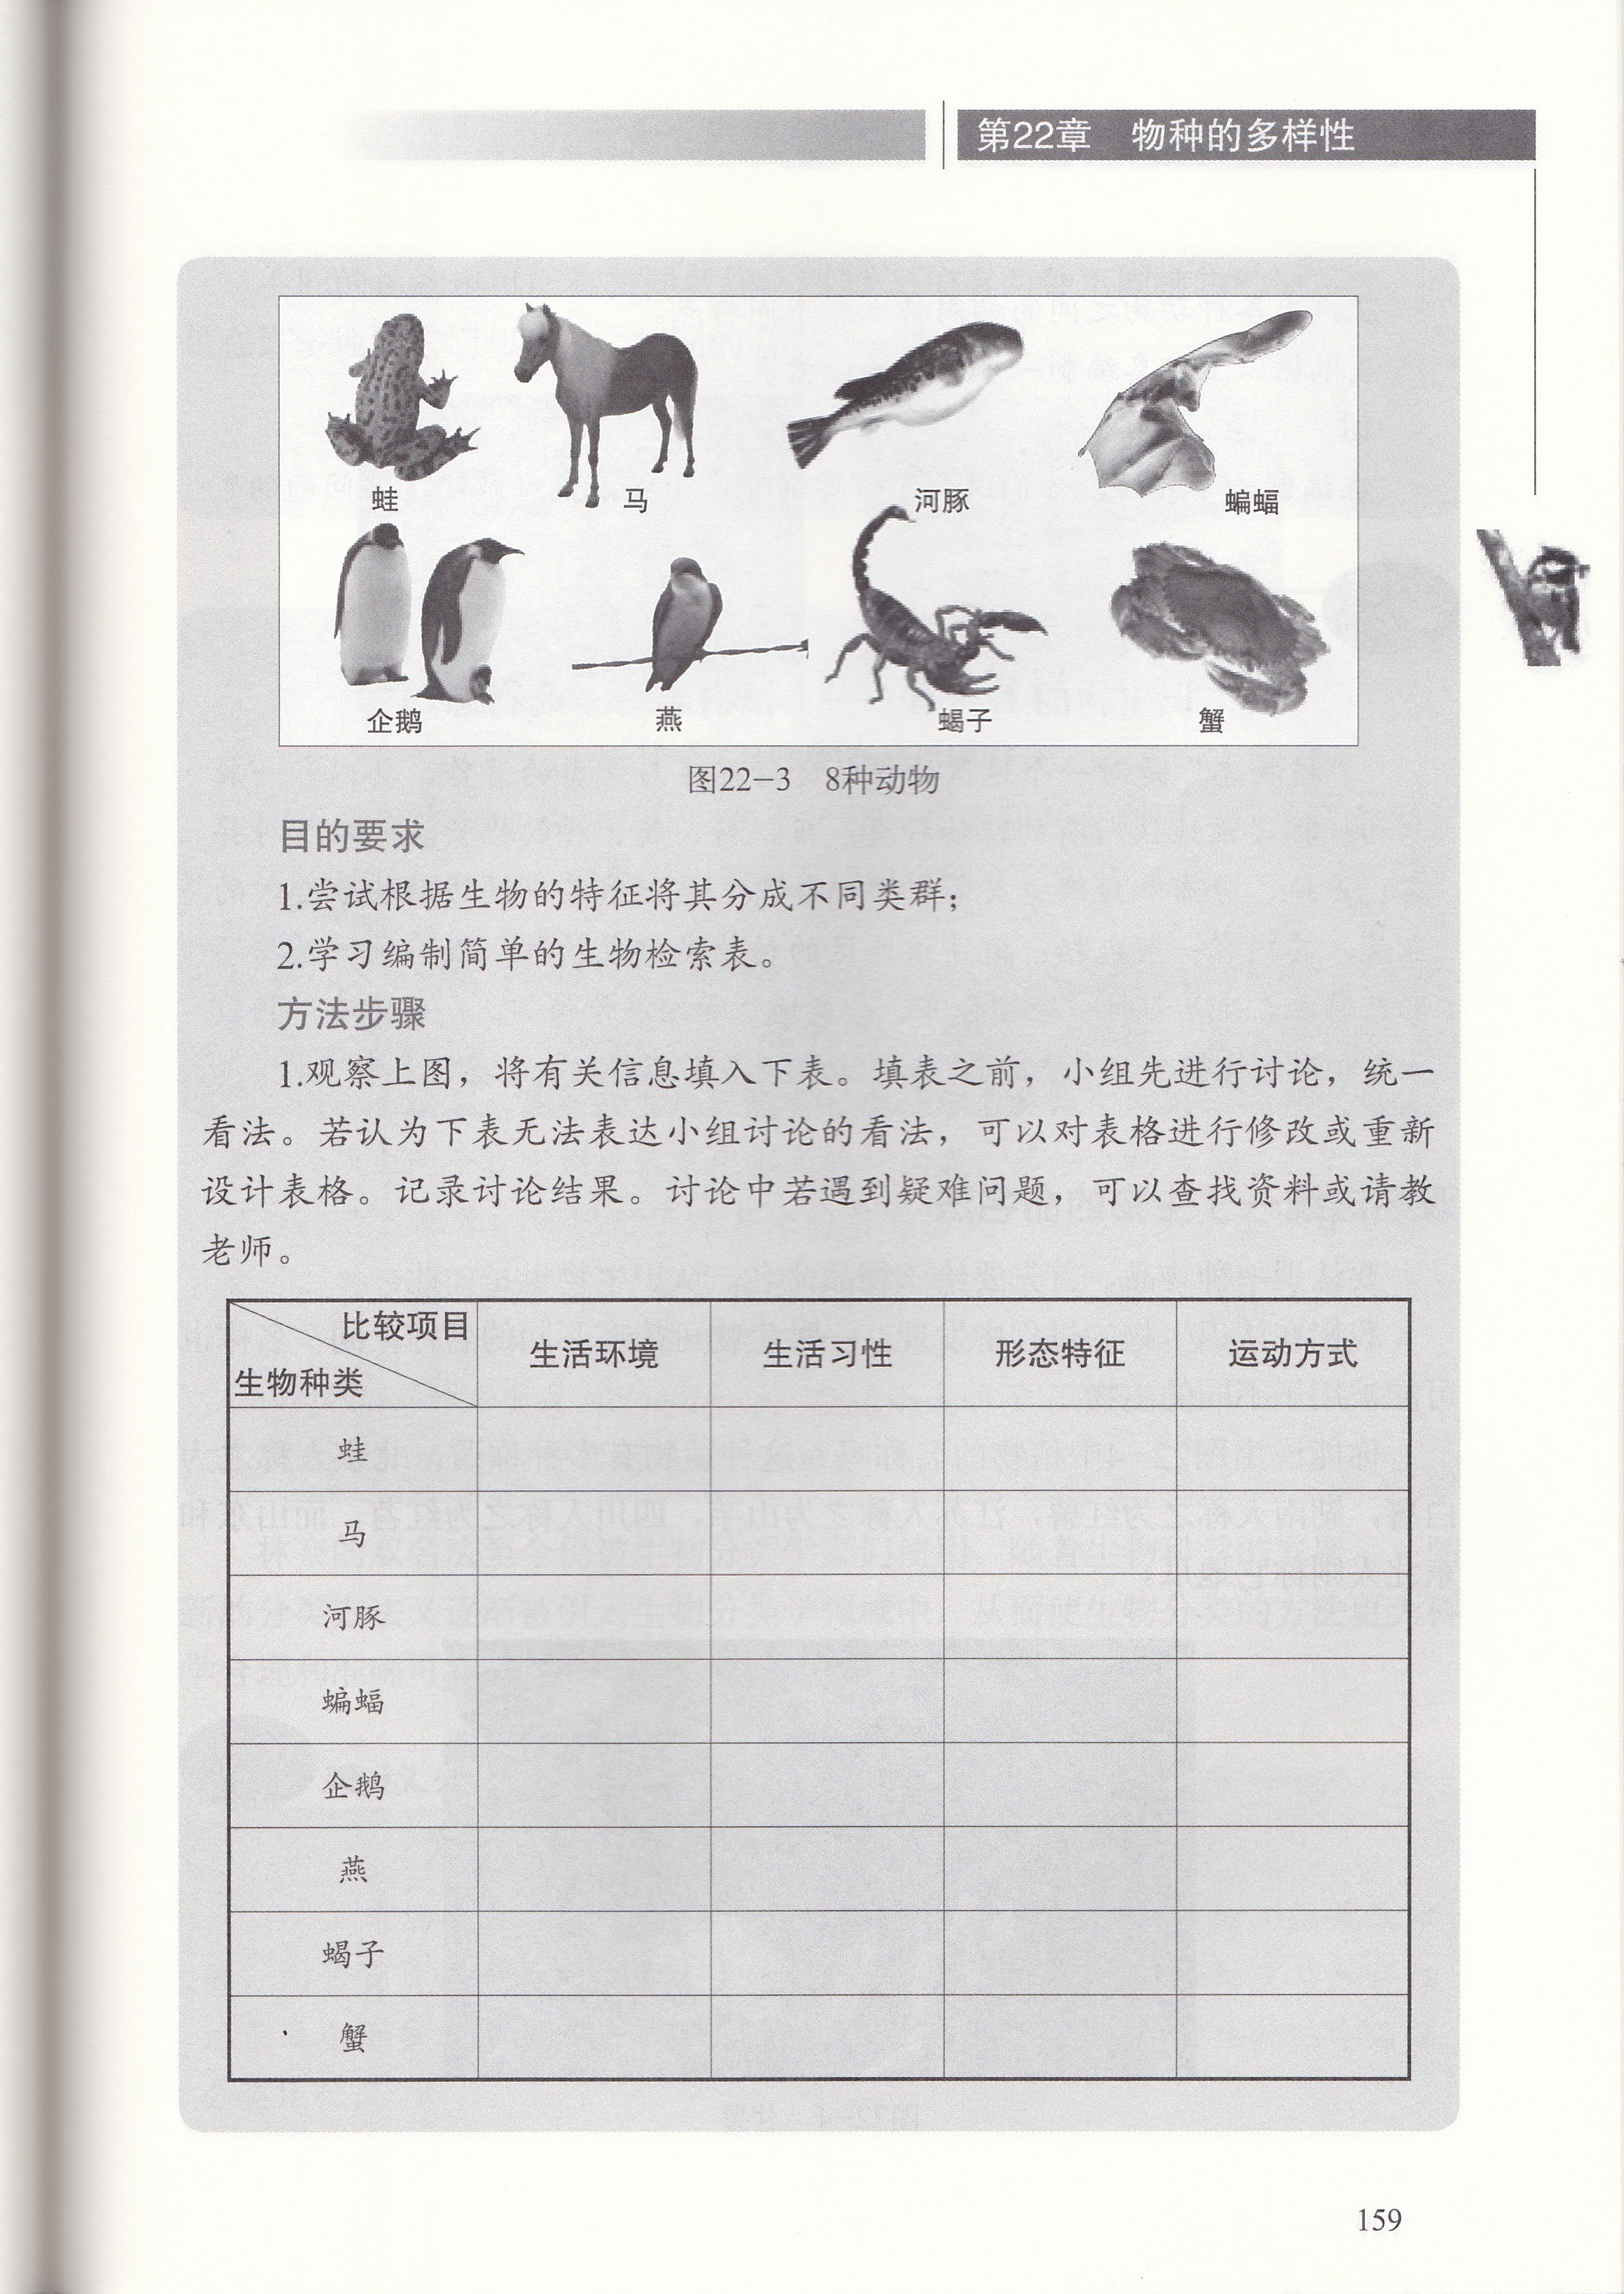 第22章 物种的多样性
蛙 马 河豚 蝙蝠
企鹅 燕 蝎子 蟹
图22-3 8种动物
目的要求
1.尝试根据生物的特征将其分成不同类群；
2.学习编制简单的生物检索表。
方法步骤
1.观察上图，将有关信息填入下表。填表之前，小组先进行讨论，统一
看法。若认为下表无法表达小组讨论的看法，可以对表格进行修改或重新
设计表格。记录讨论结果。讨论中若遇到疑难问题，可以查找资料或请教
老师。
比较项目
生物种类
生活环境 生活习性 形态特征 运动方式
蛙
马
河豚
蝙蝠
企鹅
燕
蝎子
蟹
159